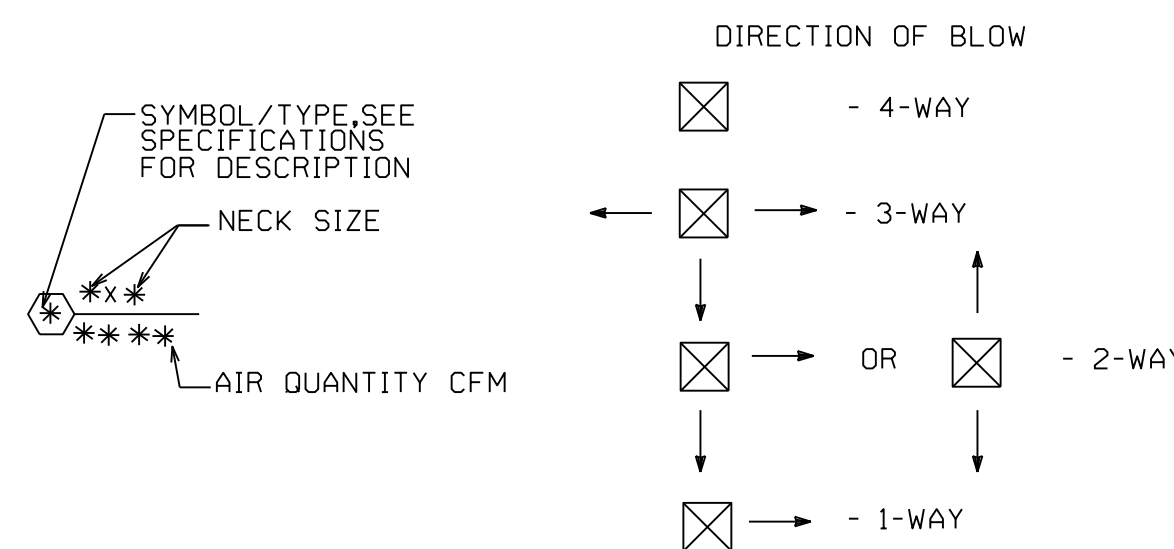 DIRECTION OF BLOW
SYMBOL/TYPE,SEE
SPECIFICATIONS
FOR DESCRIPTION
NECK SIZE
*x*
*
****
AIR QUANTITY CFM
- 4-WAY
- 3-WAY
OR
- 2-WAY
- 1-WAY